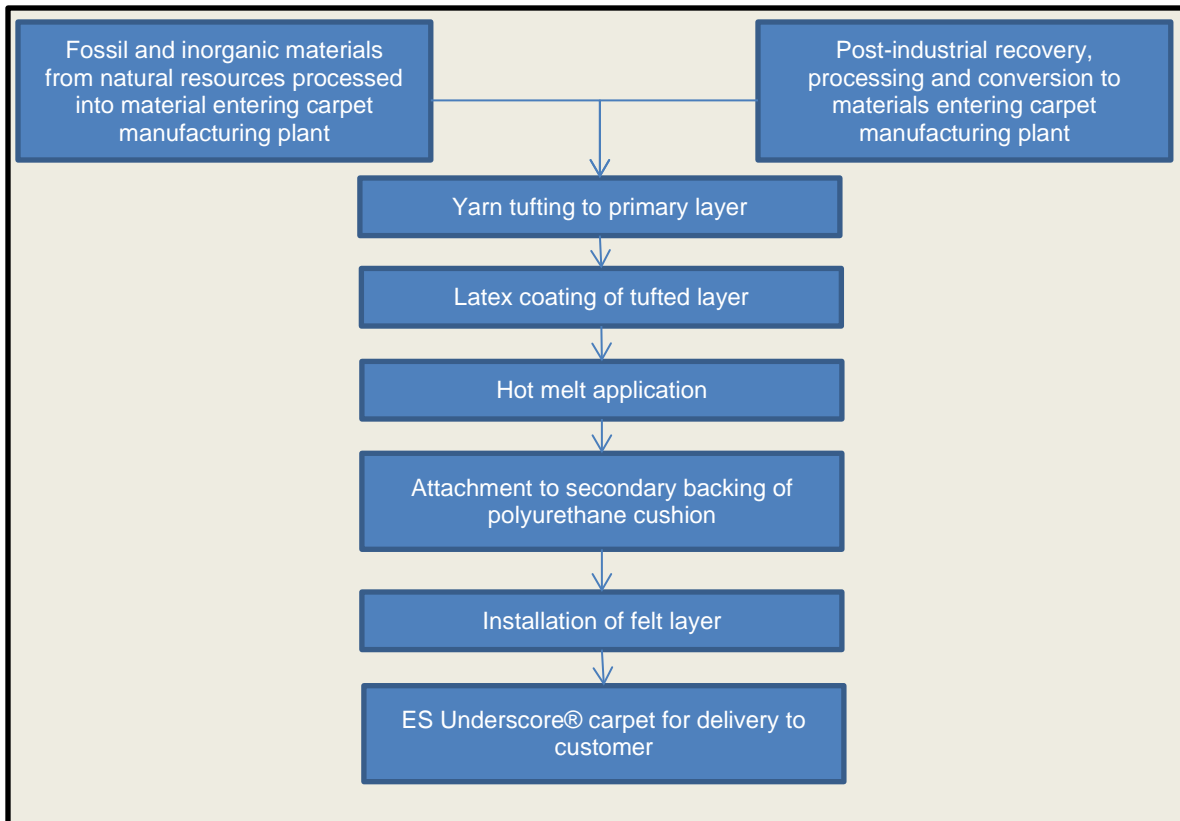 Fossil and inorganic materials
from natural resources processed
into material entering carpet
manufacturing plant
Post-industrial recovery,
processing and conversion to
materials entering carpet
manufacturing plant
Yarn tufting to primary layer
Latex coating of tufted layer
Hot melt application
Attachment to secondary backing of
polyurethane cushion
Installation of felt layer
ES Underscore® carpet for delivery to
customer